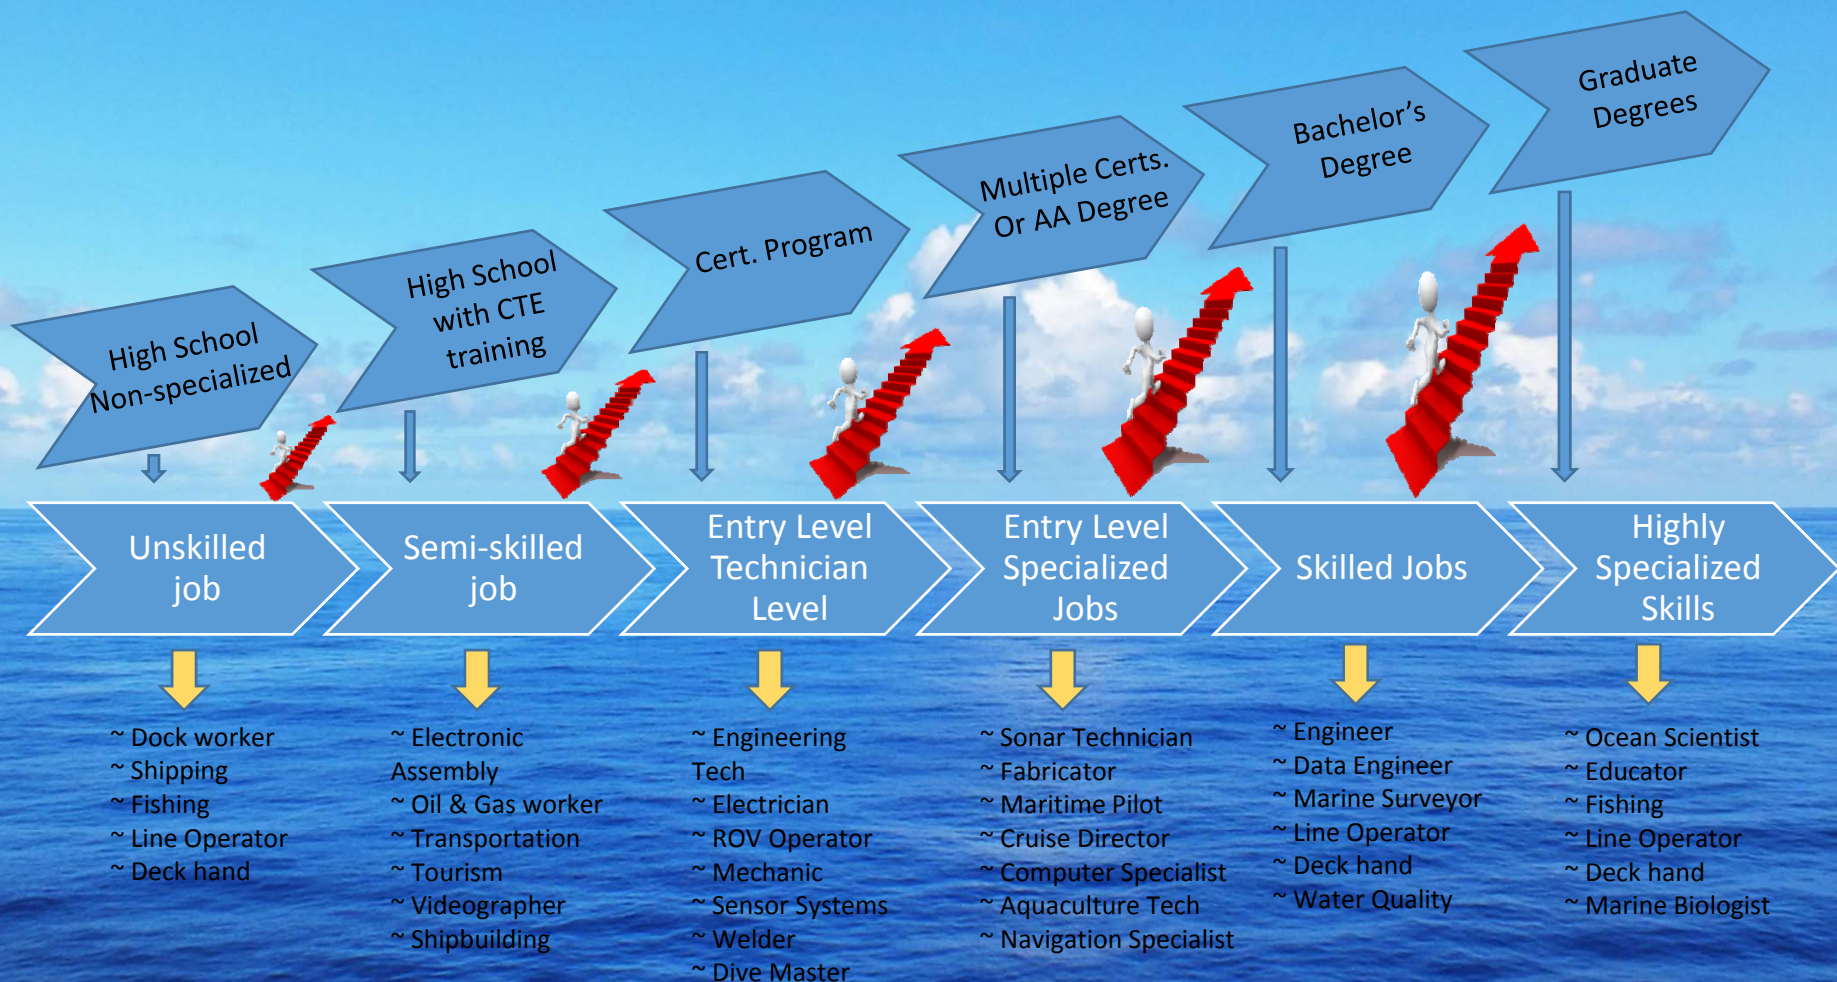 High School
Non-specialized
High School
with CTE
training
Cert. Program
Multiple Certs.
Or AA Degree
Bachelor's
Degree
Graduate
Degrees
Unskilled
job
Semi-skilled
job
Entry Level
Technician
Level
Entry Level
Specialized
Jobs
Skilled Jobs
Highly
Specialized
Skills
~ Dock worker
~ Shipping
~ Fishing
~ Line Operator
~ Deck hand
~ Electronic
Assembly
~ Oil & Gas worker
~ Transportation
~ Tourism
~ Videographer
~ Shipbuilding
~ Engineering
Tech
~ Electrician
~ ROV Operator
~ Mechanic
~ Sensor Systems
~ Welder
~ Dive Master
~ Sonar Technician
~ Fabricator
~ Maritime Pilot
~ Cruise Director
~ Computer Specialist
~ Aquaculture Tech
~ Navigation Specialist
~ Engineer
~ Data Engineer
~ Marine Surveyor
~ Line Operator
~ Deck hand
~ Water Quality
~ Ocean Scientist
~ Educator
~ Fishing
~ Line Operator
~ Deck hand
~ Marine Biologist